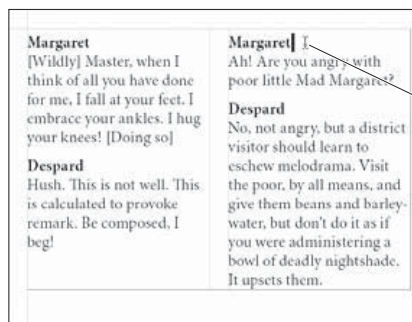 Margaret
[Wildly] Master, when I
think of all you have done
for me, I fall at your feet. I
embrace your ankles. I hug
your knees! [Doing so]
Despard
Hush. This is not well. This
is calculated to provoke
remark. Be composed, I
beg!
Margaret
Ah! Are you angry with
poor little Mad Margaret?
Despard
No, not angry, but a district
visitor should learn to
eschew melodrama. Visit
the poor, by all means, and
give them beans and barley-
water, but don't do it as if
you were administering a
bowl of deadly nightshade.
It upsets them.